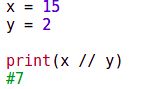 x = 15
y = 2
print(x // y)
#7